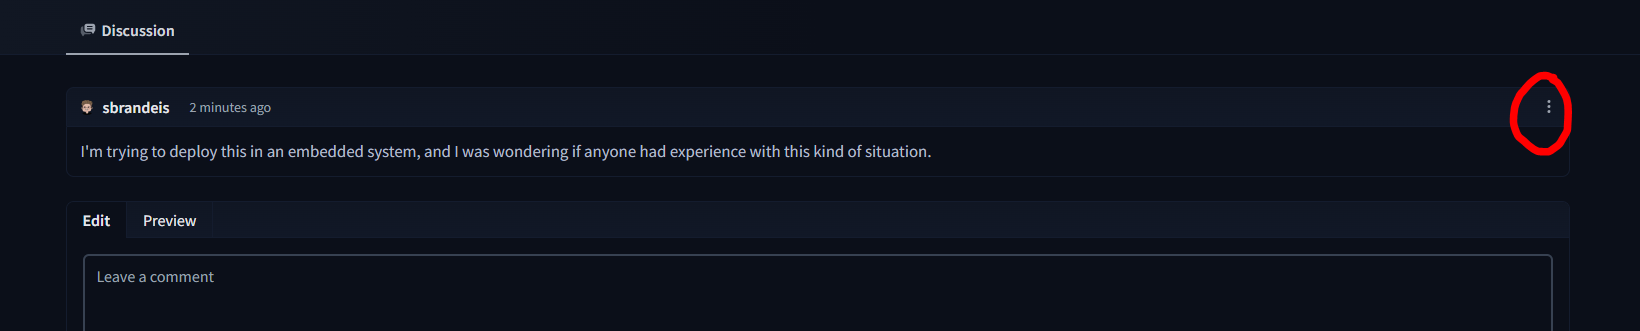 Discussion
sbrandeis 2 minutes ago
I'm trying to deploy this in an embedded system, and I was wondering if anyone had experience with this kind of situation.
Edit Preview
Leave a comment